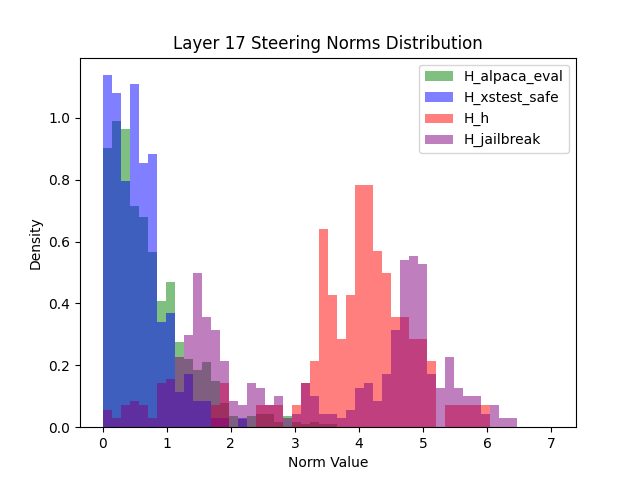 Layer 17 Steering Norms Distribution
H_alpaca_eval
H_xstest_safe
H_h
H_jailbreak
1.0
0.8
0.6
0.4
0.2
0.0
Density
0 1 2 3 4 5 6 7
Norm Value